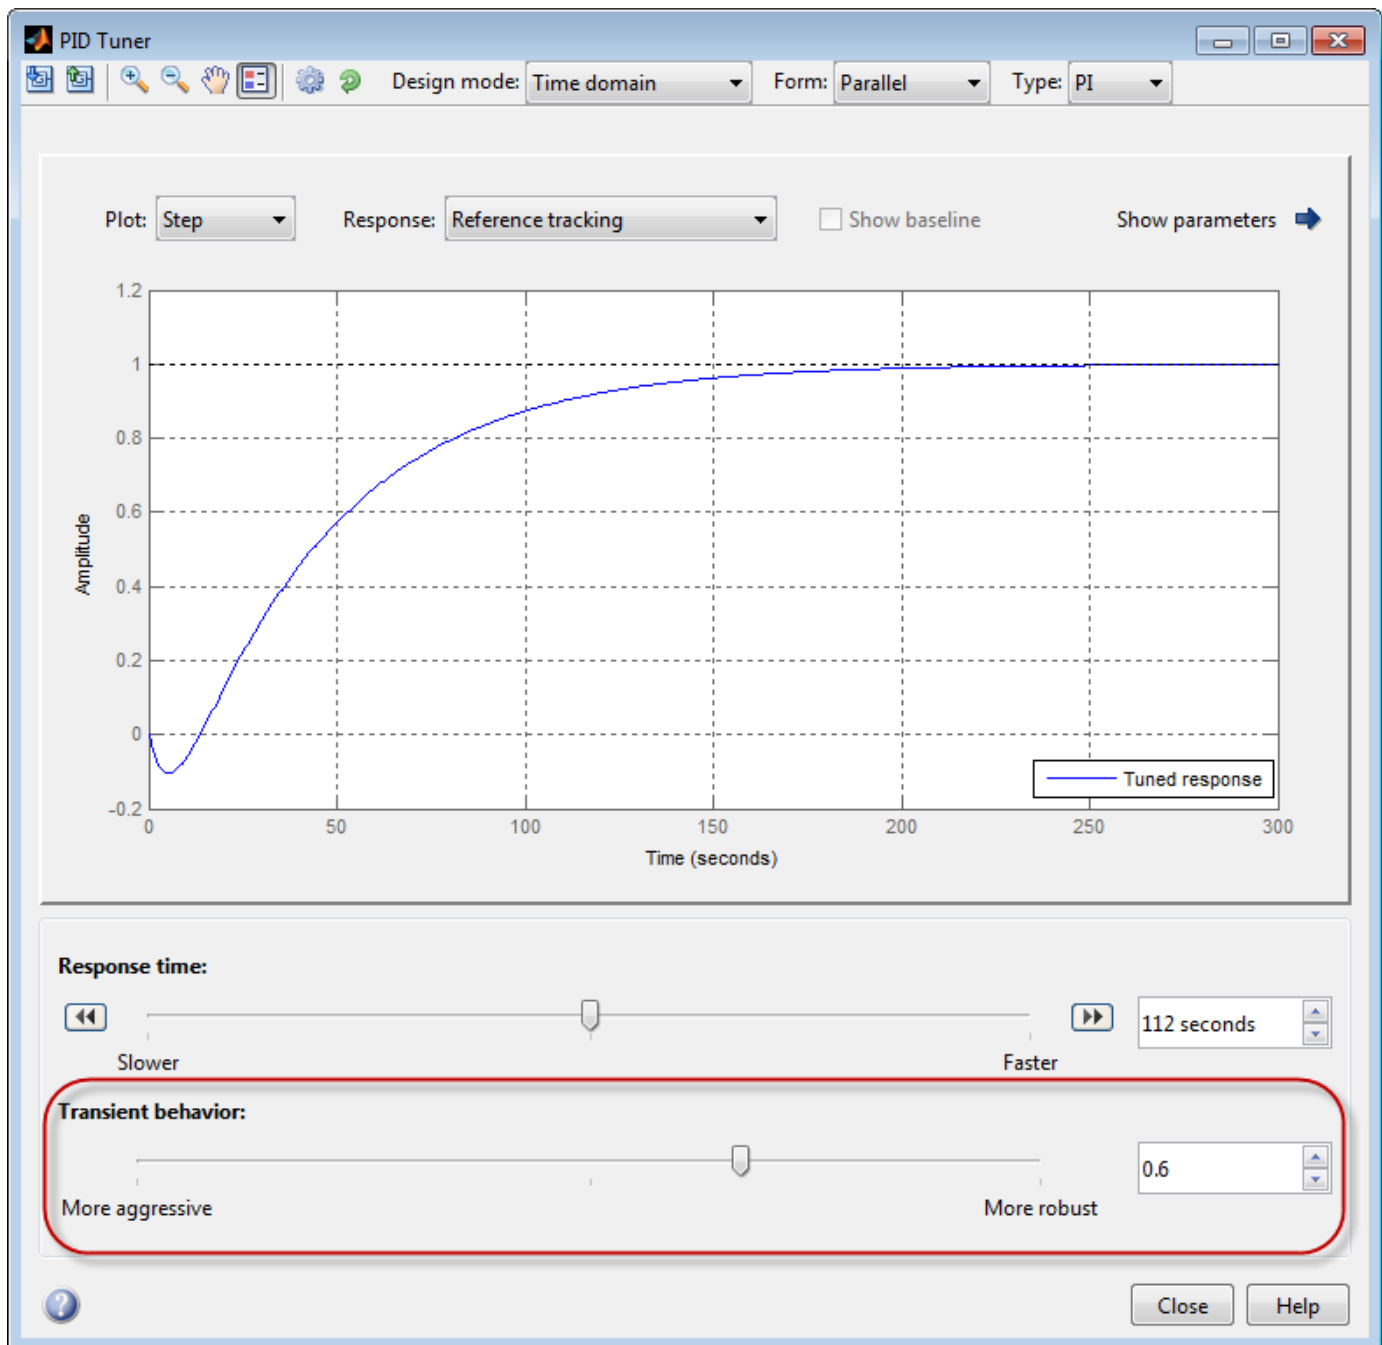 PID Tuner
Design mode: Time domain Form: Parallel Type: PI
Plot: Step Response: Reference tracking Show baseline Show parameters
1.2
1
0.8
0.6
0.4
0.2
0
-0.2
Amplitude
Tuned response
0 50 100 150 200 250 300
Time (seconds)
Response time:
112 seconds
Slower Faster
Transient behavior:
0.6
More aggressive More robust
? Close Help